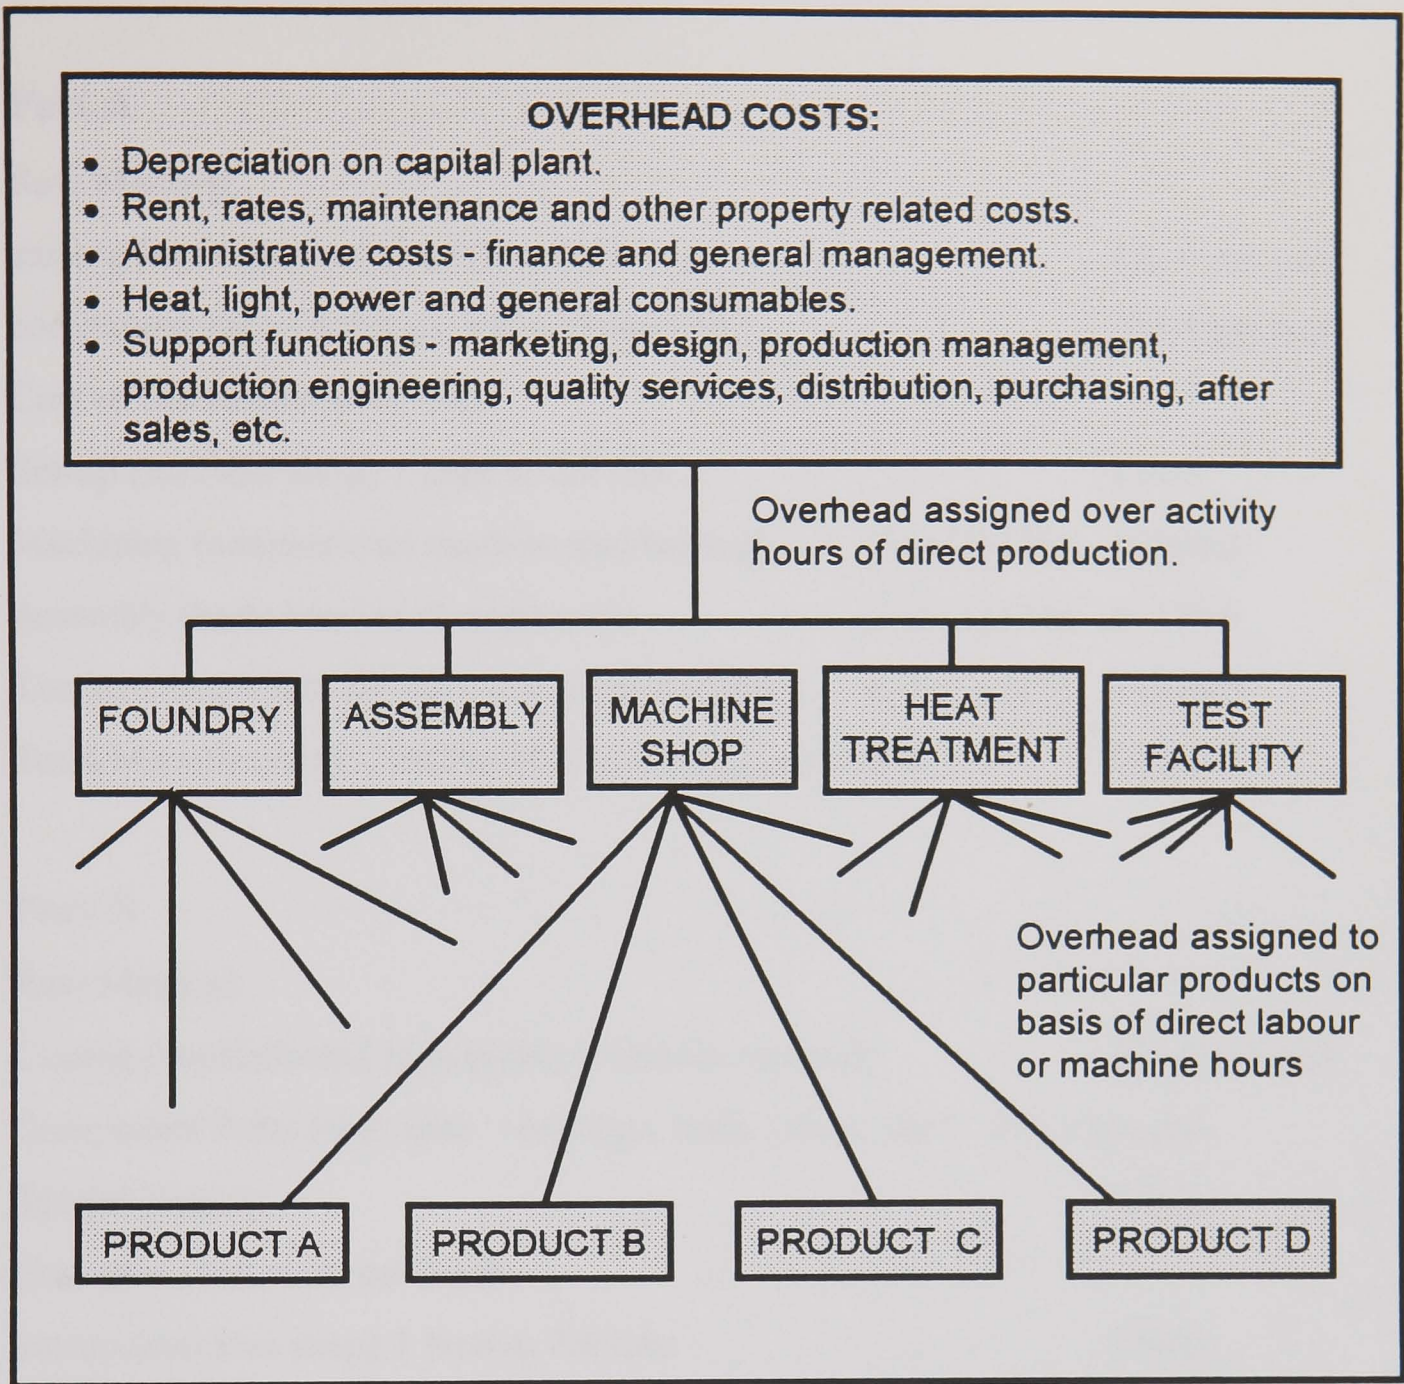 OVERHEAD COSTS:
• Depreciation on capital plant.
• Rent, rates, maintenance and other property related costs.
• Administrative costs - finance and general management.
• Heat, light, power and general consumables.
• Support functions - marketing, design, production management,
production engineering, quality services, distribution, purchasing, after
sales, etc.
Overhead assigned over activity
hours of direct production.
FOUNDRY
ASSEMBLY
MACHINE
SHOP
HEAT
TREATMENT
TEST
FACILITY
Overhead assigned to
particular products on
basis of direct labour
or machine hours
PRODUCT A
PRODUCT B
PRODUCT C
PRODUCT D